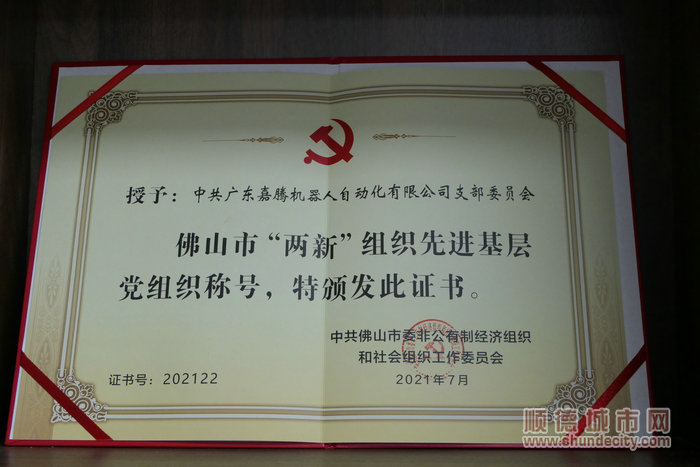 授予：中共广东嘉腾机器人自动化有限公司支部委员会
佛山市“两新”组织先进基层
党组织称号，特颁发此证书。
中共佛山市委非公有制经济组织
和社会组织工作委员会
证书号：202122
2021年7月
顺德城市网
www.shundecity.com